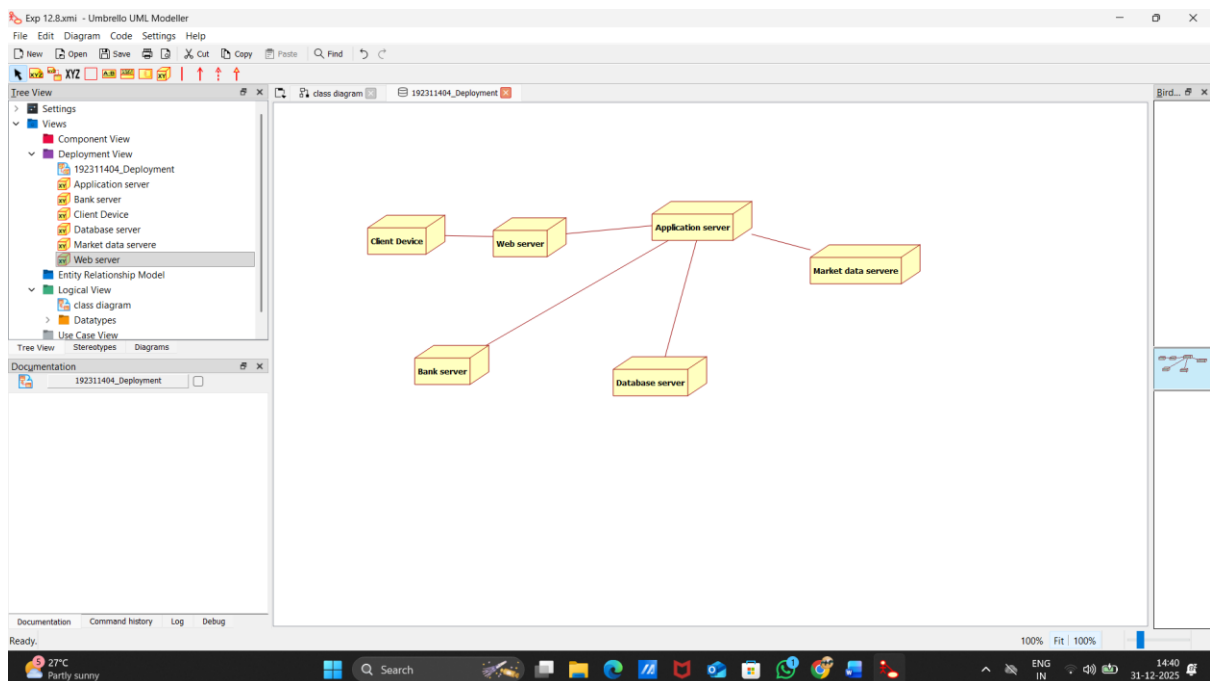 Exp 12.8.xmi - Umbrello UML Modeller
File Edit Diagram Code Settings Help
New Open Save Cut Copy Paste Find
XYZ
Tree View
class diagram 192311404_Deployment
Bird...
Settings
Views
Component View
Deployment View
192311404_Deployment
Application server
Bank server
Client Device
Database server
Market data servere
Web server
Entity Relationship Model
Logical View
class diagram
Datatypes
Use Case View
Tree View Stereotypes Diagrams
Documentation
192311404_Deployment
Client Device
Web server
Application server
Market data servere
Bank server
Database server
Documentation Command history Log Debug
Ready.
100% Fit 100%
5 27°C
Partly sunny
Search
1
ENG
IN
14:40
31-12-2025